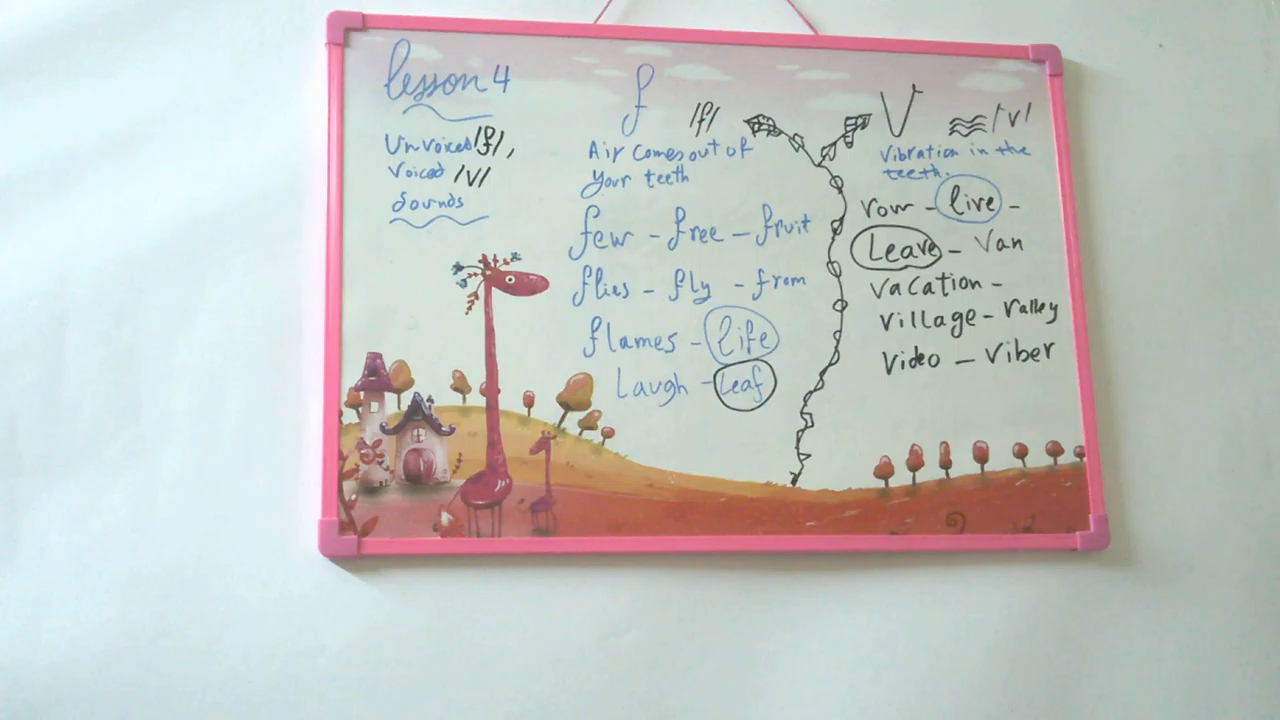 Lesson 4
Unvoiced /f/,
Voiced /v/
Sounds
f /f/
Air comes out of
your teeth
few - free - fruit
flies - fly - from
flames - life
Laugh - Leaf
V /v/
Vibration in the
teeth.
vow - live -
Leave - Van
vacation -
village - valley
video - viber